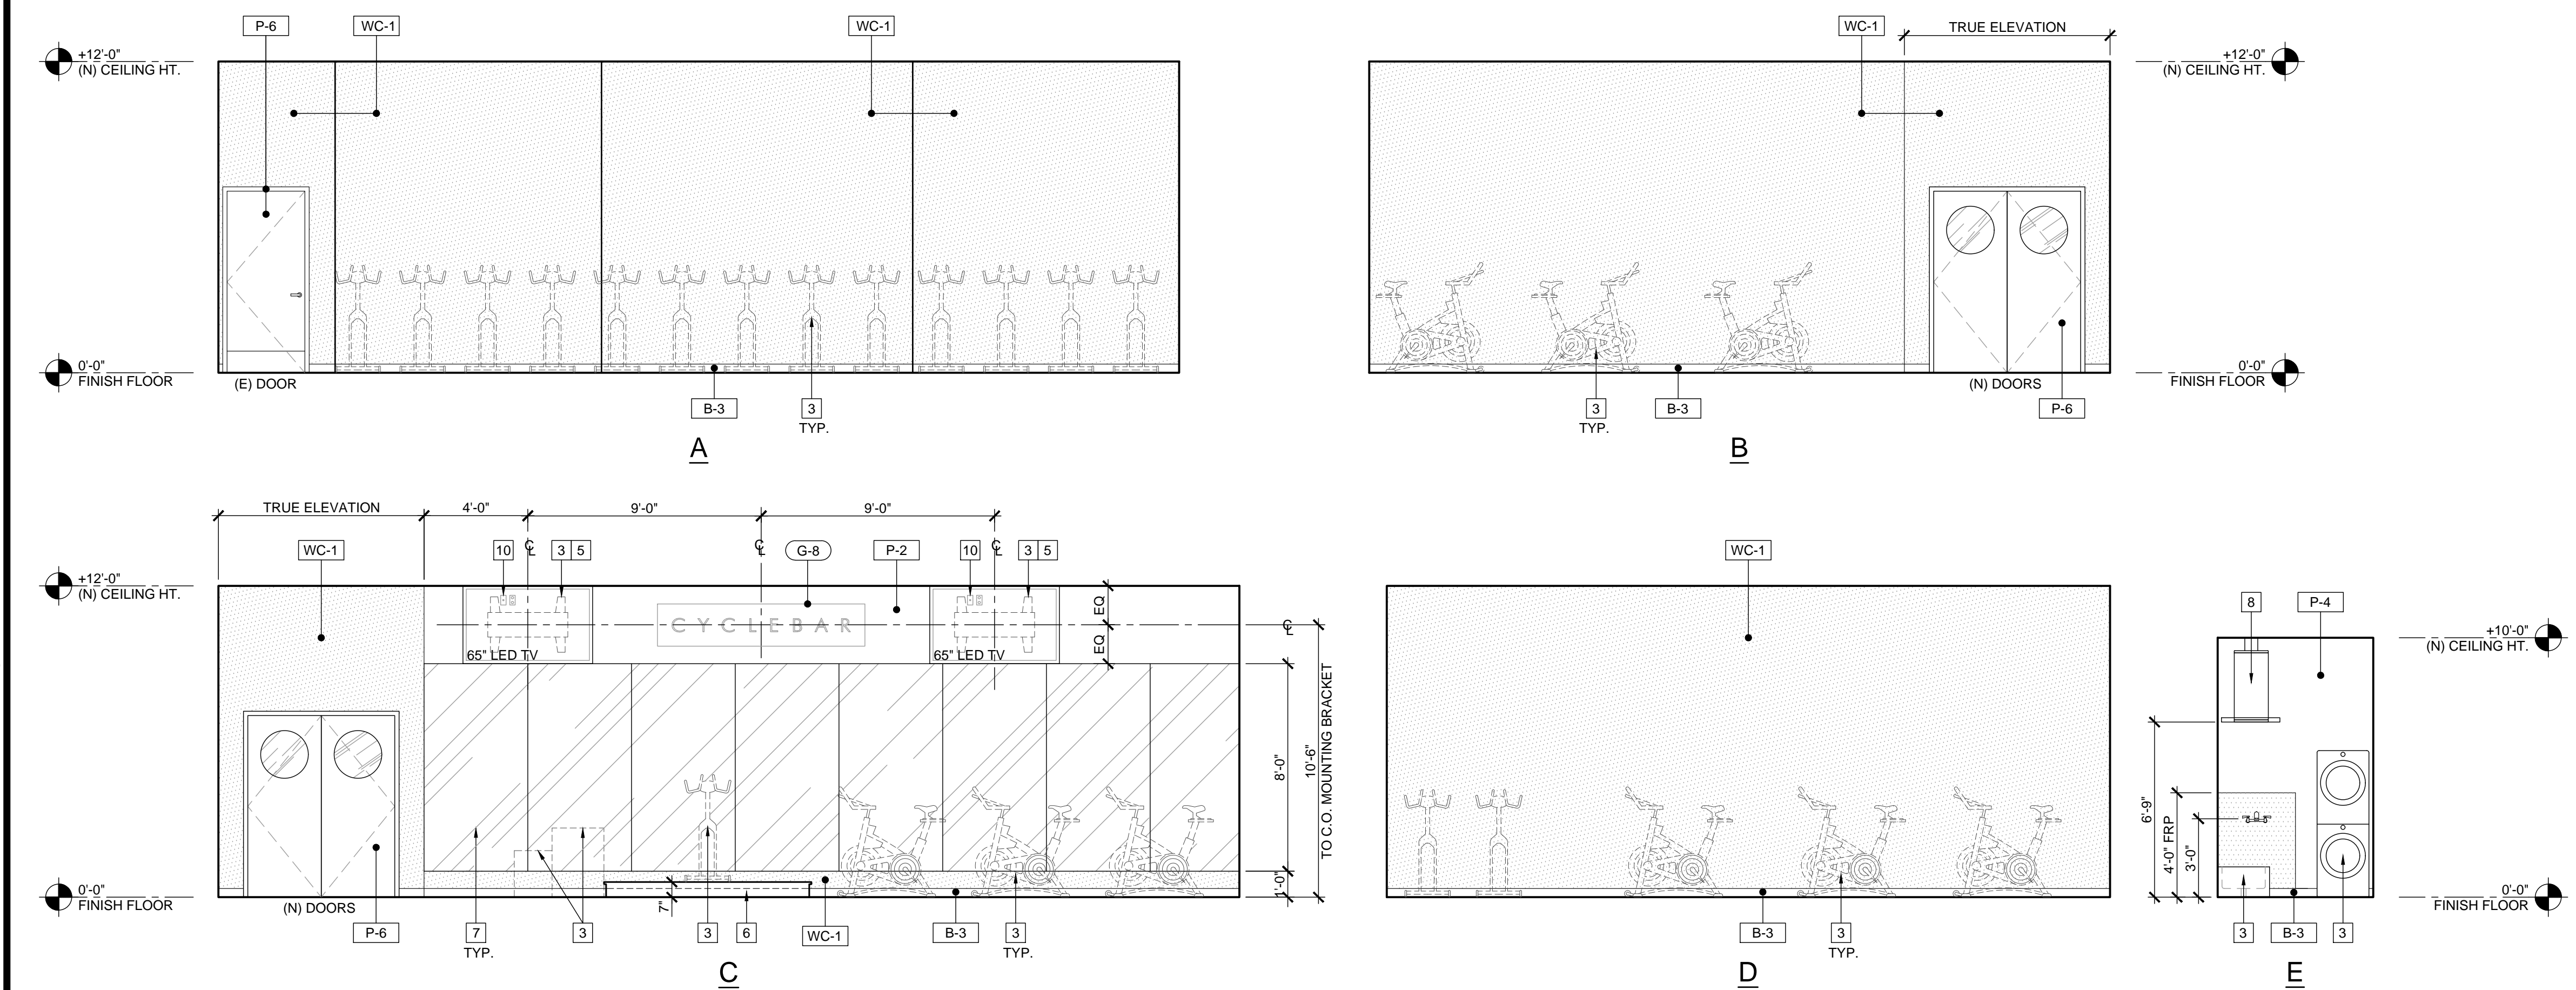 P-6
WC-1
WC-1
+12'-0"
(N) CEILING HT.
0'-0"
FINISH FLOOR
(E) DOOR
B-3
3
TYP.
A
WC-1
TRUE ELEVATION
+12'-0"
(N) CEILING HT.
0'-0"
FINISH FLOOR
(N) DOORS
3
TYP.
B-3
P-6
B
TRUE ELEVATION
4'-0"
9'-0"
9'-0"
WC-1
10
CL
3 5
CL
G-8
P-2
10
CL
3 5
+12'-0"
(N) CEILING HT.
EQ
EQ
CL
CYCLEBAR
65" LED TV
65" LED TV
8'-0"
10'-6"
TO C.O. MOUNTING BRACKET
1'-0"
7"
0'-0"
FINISH FLOOR
(N) DOORS
P-6
7
TYP.
3
3
6
WC-1
B-3
3
TYP.
C
WC-1
B-3
3
TYP.
D
8
P-4
+10'-0"
(N) CEILING HT.
6'-9"
4'-0" FRP
3'-0"
0'-0"
FINISH FLOOR
3
B-3
3
E